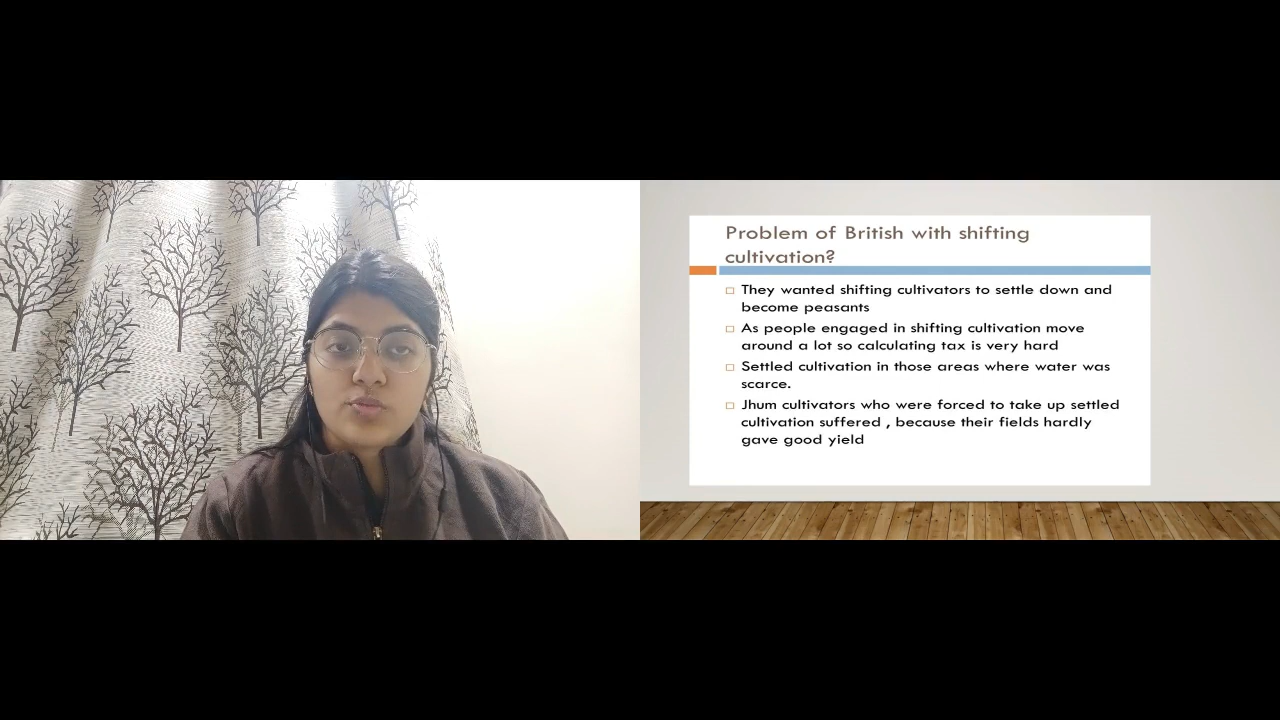 Problem of British with shifting
cultivation?
They wanted shifting cultivators to settle down and
become peasants
As people engaged in shifting cultivation move
around a lot so calculating tax is very hard
Settled cultivation in those areas where water was
scarce.
Jhum cultivators who were forced to take up settled
cultivation suffered , because their fields hardly
gave good yield